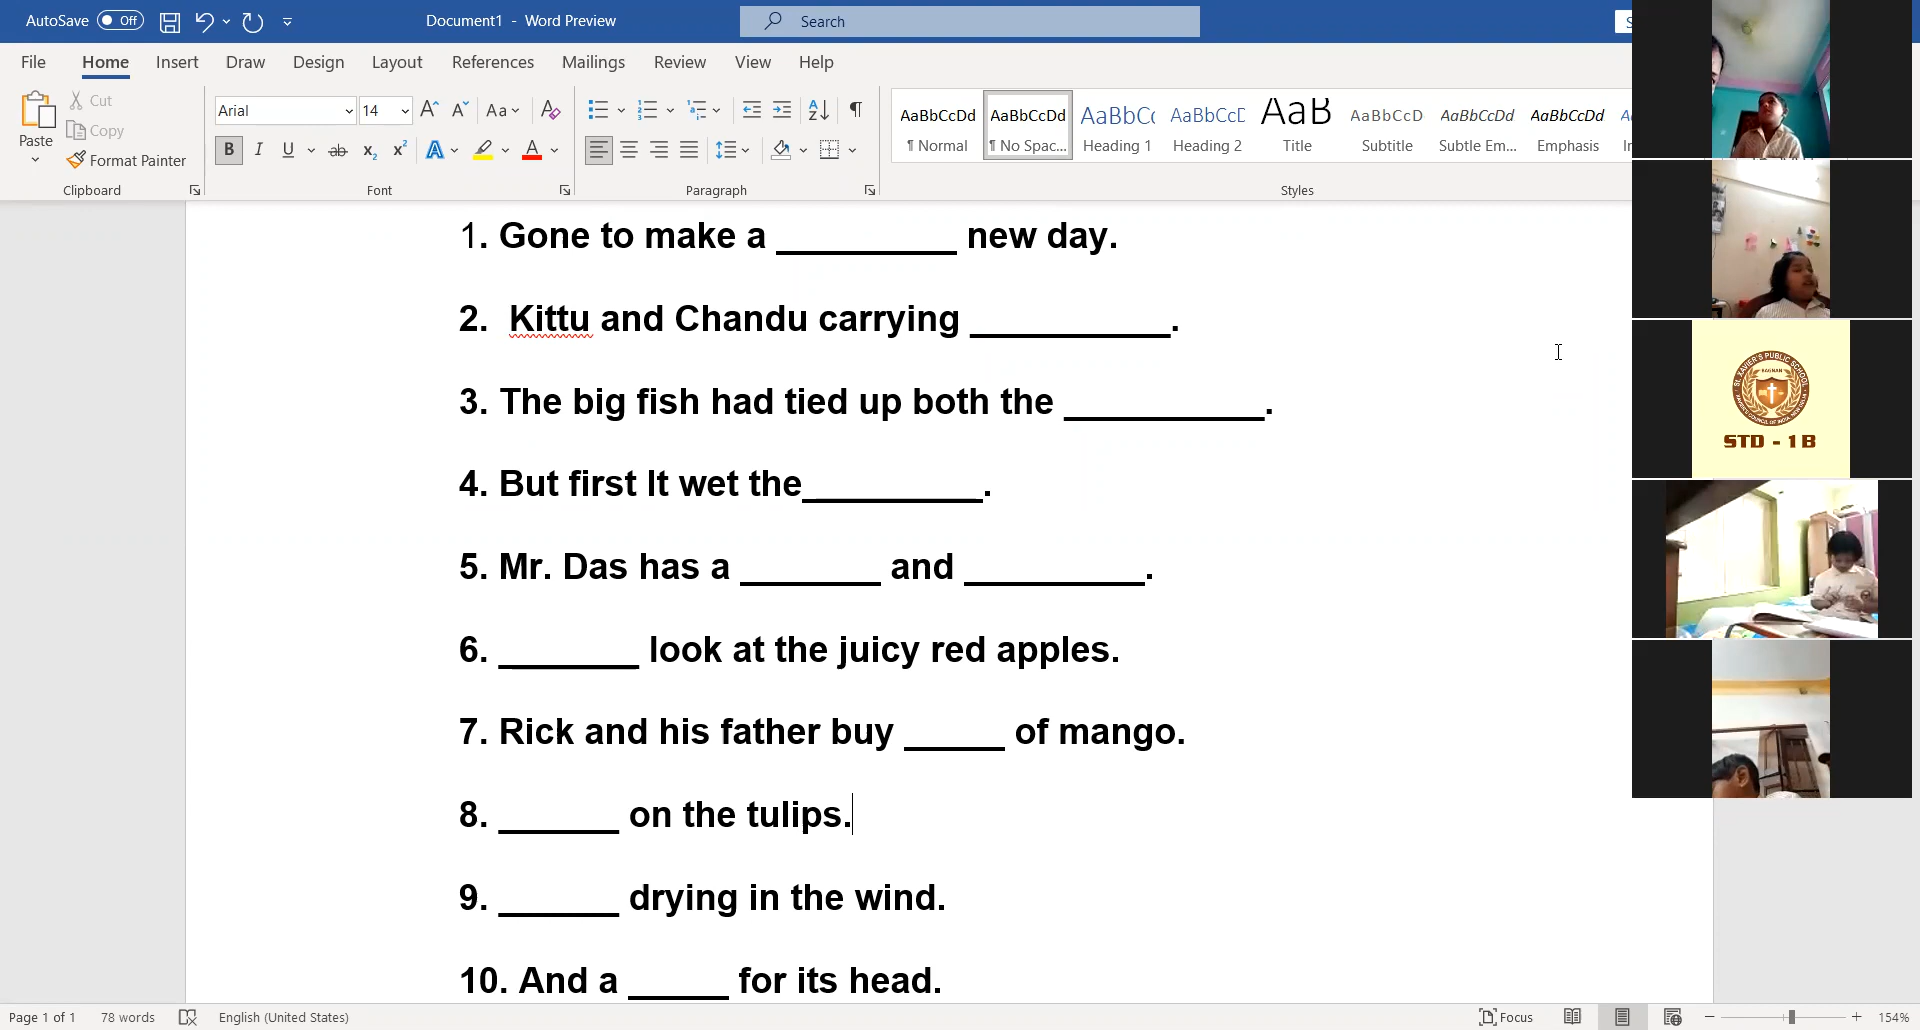 AutoSave Off
Document1 - Word Preview
Search
File Home Insert Draw Design Layout References Mailings Review View Help
Paste
Cut
Copy
Format Painter
Clipboard
Arial 14
Font
Paragraph
AaBbCcDd AaBbCcDd AaBbCc AaBbCcD AaB AaBbCcD AaBbCcDd AaBbCcDd
¶ Normal ¶ No Spac... Heading 1 Heading 2 Title Subtitle Subtle Em... Emphasis
Styles
1. Gone to make a _________ new day.
2. Kittu and Chandu carrying __________.
3. The big fish had tied up both the __________.
4. But first It wet the_________.
5. Mr. Das has a _______ and _________.
6. _______ look at the juicy red apples.
7. Rick and his father buy _____ of mango.
8. ______ on the tulips.
9. ______ drying in the wind.
10. And a _____ for its head.
ST. XAVIER'S PUBLIC SCHOOL
BAGNAN
STD - 1 B
Page 1 of 1 78 words English (United States)
Focus 154%